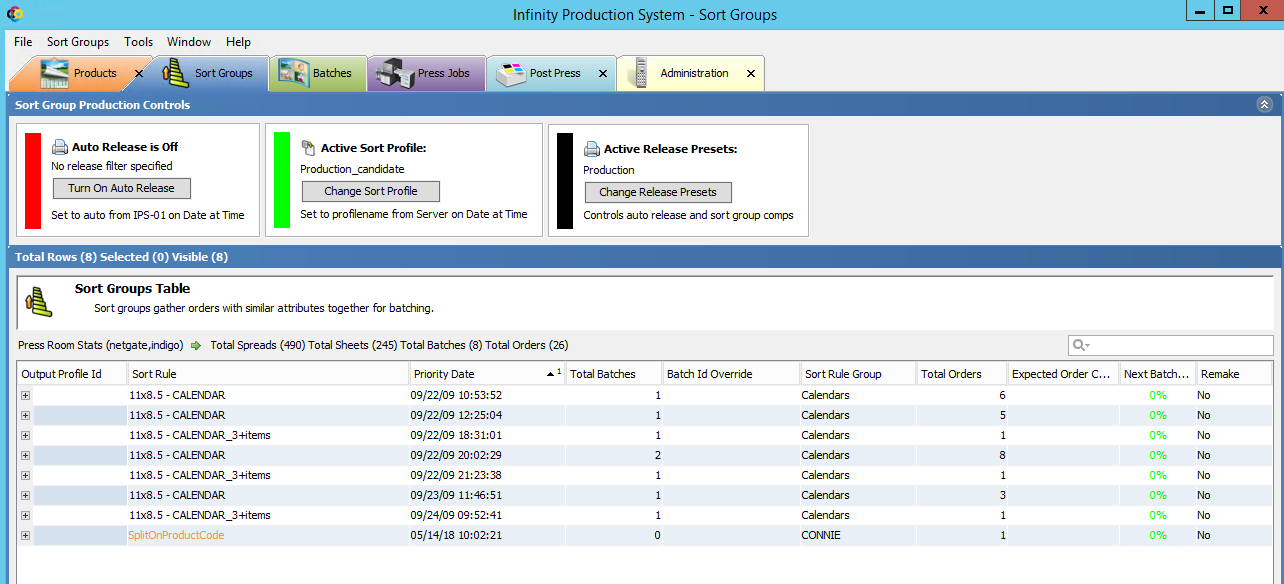 Infinity Production System - Sort Groups
File Sort Groups Tools Window Help
Products Sort Groups Batches Press Jobs Post Press Administration
Sort Group Production Controls
Auto Release is Off
No release filter specified
Turn On Auto Release
Set to auto from IPS-01 on Date at Time
Active Sort Profile:
Production_candidate
Change Sort Profile
Set to profilename from Server on Date at Time
Active Release Presets:
Production
Change Release Presets
Controls auto release and sort group comps
Total Rows (8) Selected (0) Visible (8)
Sort Groups Table
Sort groups gather orders with similar attributes together for batching.
Press Room Stats (netgate,indigo) Total Spreads (490) Total Sheets (245) Total Batches (8) Total Orders (26)
Output Profile Id Sort Rule Priority Date 1 Total Batches Batch Id Override Sort Rule Group Total Orders Expected Order C... Next Batch... Remake
11x8.5 - CALENDAR 09/22/09 10:53:52 1 Calendars 6 0% No
11x8.5 - CALENDAR 09/22/09 12:25:04 1 Calendars 5 0% No
11x8.5 - CALENDAR_3+items 09/22/09 18:31:01 1 Calendars 1 0% No
11x8.5 - CALENDAR 09/22/09 20:02:29 2 Calendars 8 0% No
11x8.5 - CALENDAR_3+items 09/22/09 21:23:38 1 Calendars 1 0% No
11x8.5 - CALENDAR 09/23/09 11:46:51 1 Calendars 3 0% No
11x8.5 - CALENDAR_3+items 09/24/09 09:52:41 1 Calendars 1 0% No
SplitOnProductCode 05/14/18 10:02:21 0 CONNIE 1 0% No